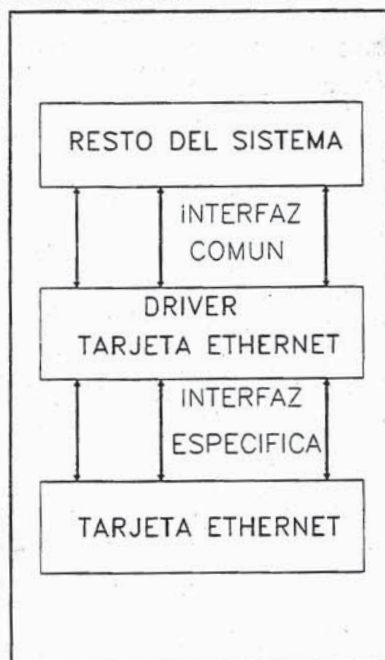 RESTO DEL SISTEMA
INTERFAZ
COMUN
DRIVER
TARJETA ETHERNET
INTERFAZ
ESPECIFICA
TARJETA ETHERNET